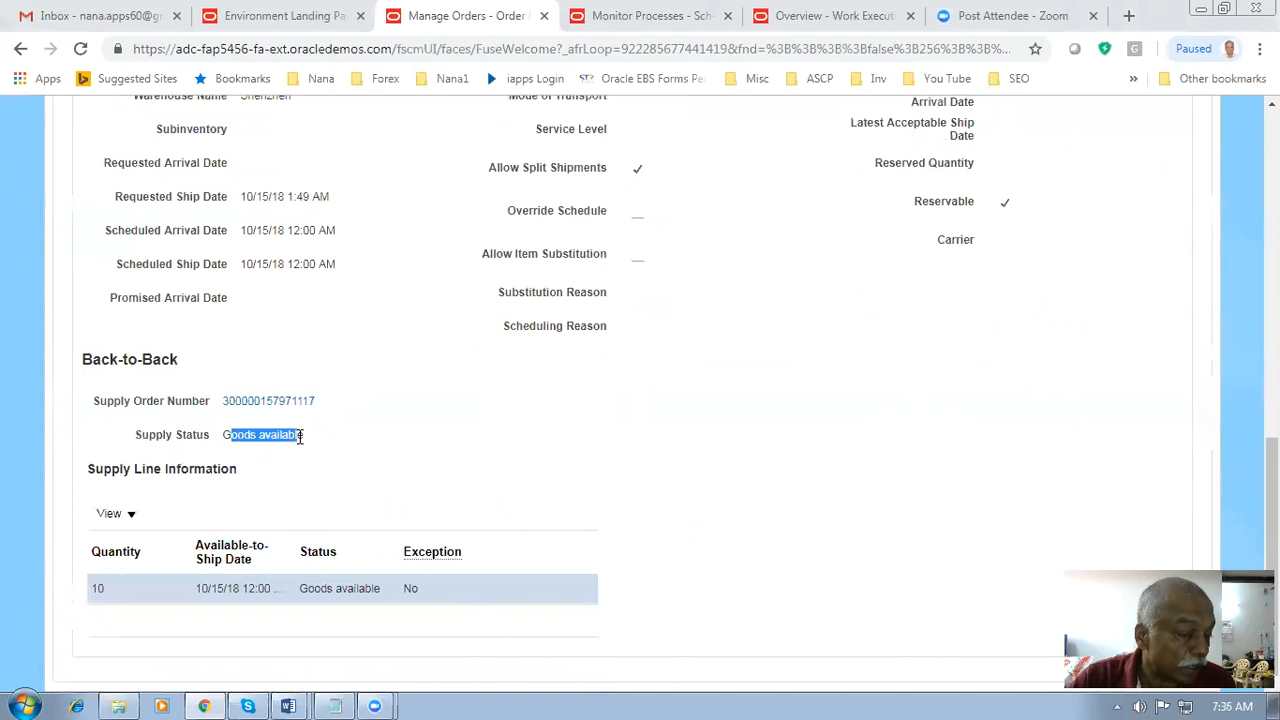 Inbox - nana.apps60@gr
Environment Landing Pa
Manage Orders - Order
Monitor Processes - Sch
Overview - Work Execut
Post Attendee - Zoom
https://adc-fap5456-fa-ext.oracledemos.com/fscmUI/faces/FuseWelcome?_afrLoop=922285677441419&fnd=%3B%3B%3B%3Bfalse%3B256%3B%3B%3B...
Paused
Apps
Suggested Sites
Bookmarks
Nana
Forex
Nana1
iapps Login
Oracle EBS Forms Per
Misc
ASCP
Inv
You Tube
SEO
»
Other bookmarks
Warehouse Name Shenzhen
Subinventory
Requested Arrival Date
Requested Ship Date 10/15/18 1:49 AM
Scheduled Arrival Date 10/15/18 12:00 AM
Scheduled Ship Date 10/15/18 12:00 AM
Promised Arrival Date
Mode of Transport
Service Level
Allow Split Shipments
Override Schedule
Allow Item Substitution
Substitution Reason
Scheduling Reason
Arrival Date
Latest Acceptable Ship
Date
Reserved Quantity
Reservable
Carrier
Back-to-Back
Supply Order Number 300000157971117
Supply Status Goods available
Supply Line Information
View
Quantity Available-to-Ship Date Status Exception
10 10/15/18 12:00 ... Goods available No
7:36 AM